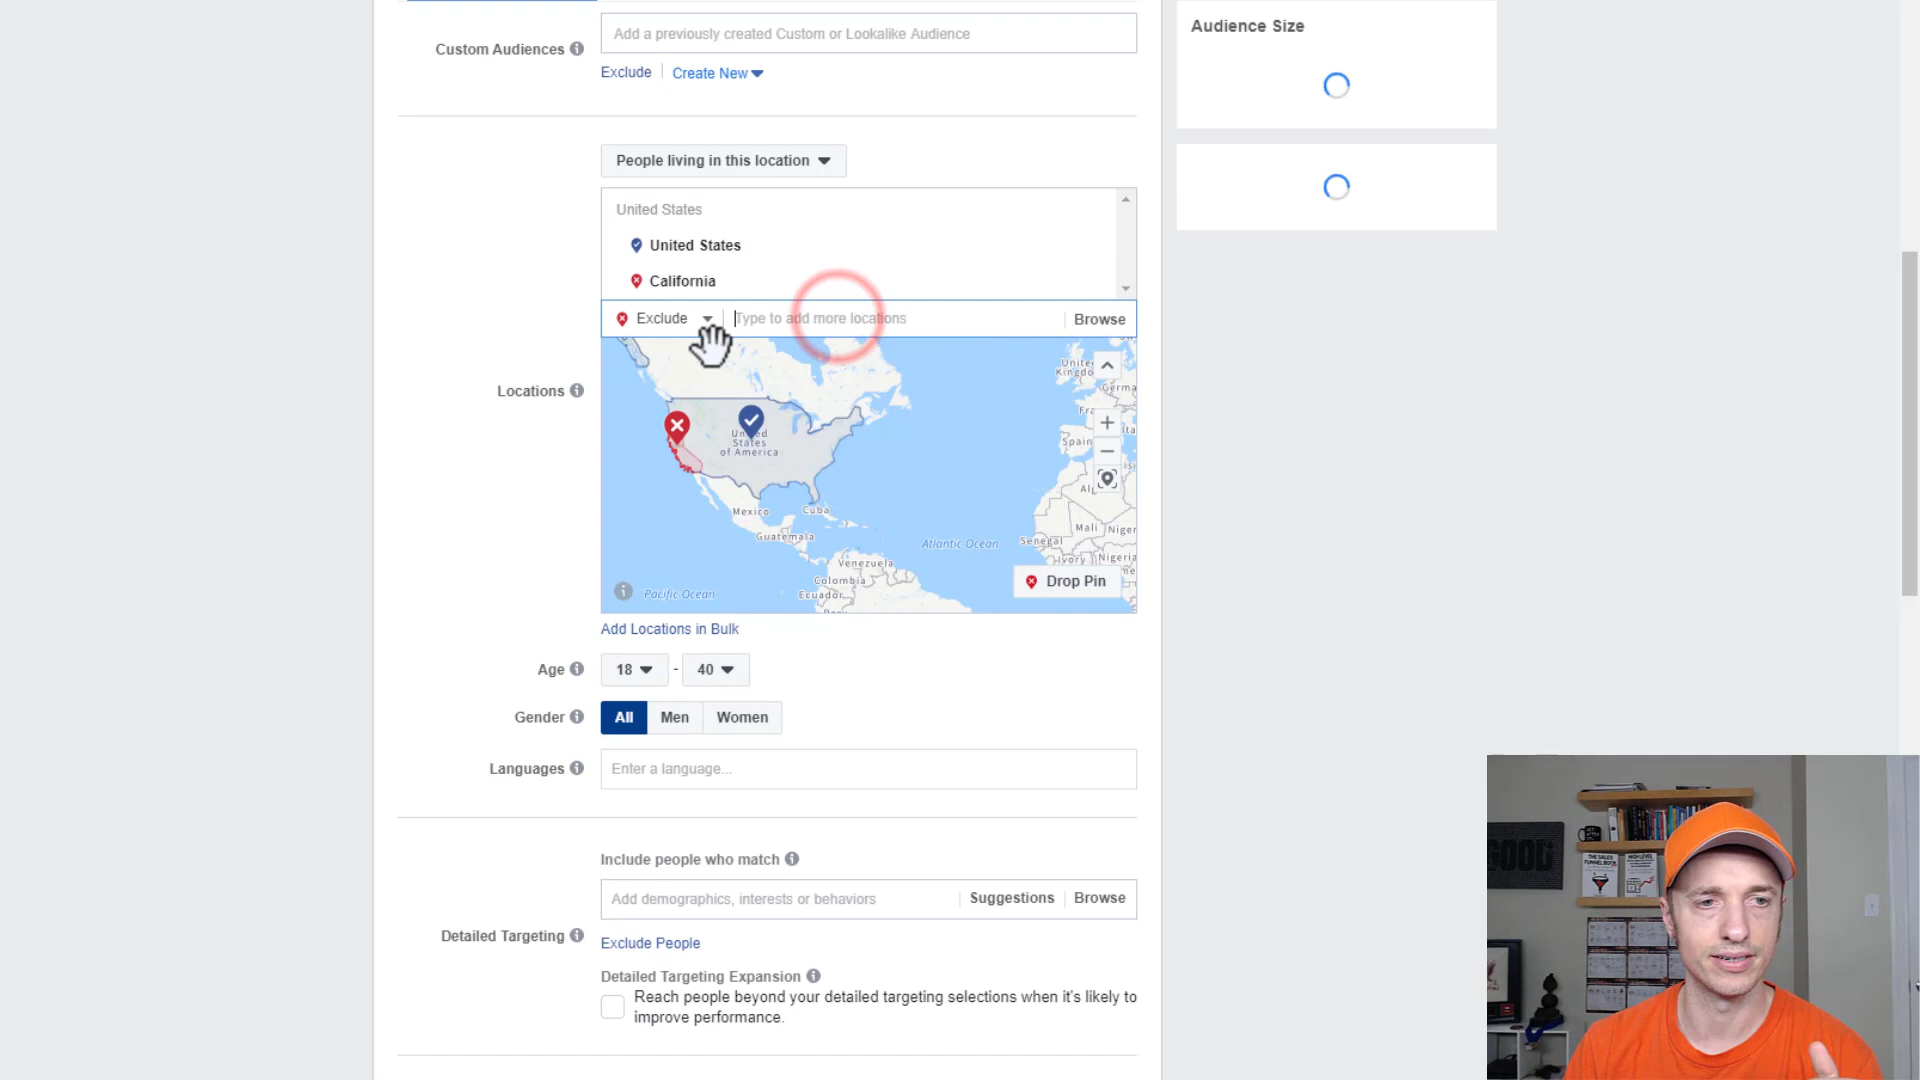 Audience Size
Add a previously created Custom or Lookalike Audience
Custom Audiences
Exclude
Create New
People living in this location
United States
United States
California
Exclude
Type to add more locations
Browse
Locations
United
States
of America
Mexico
Cuba
Guatemala
Venezuela
Colombia
Ecuador
Atlantic Ocean
Pacific Ocean
Spain
Senegal
Mali
Drop Pin
Add Locations in Bulk
Age
18
-
40
Gender
All
Men
Women
Languages
Enter a language...
Include people who match
Add demographics, interests or behaviors
Suggestions
Browse
Detailed Targeting
Exclude People
Detailed Targeting Expansion
Reach people beyond your detailed targeting selections when it's likely to
improve performance.
GOOD